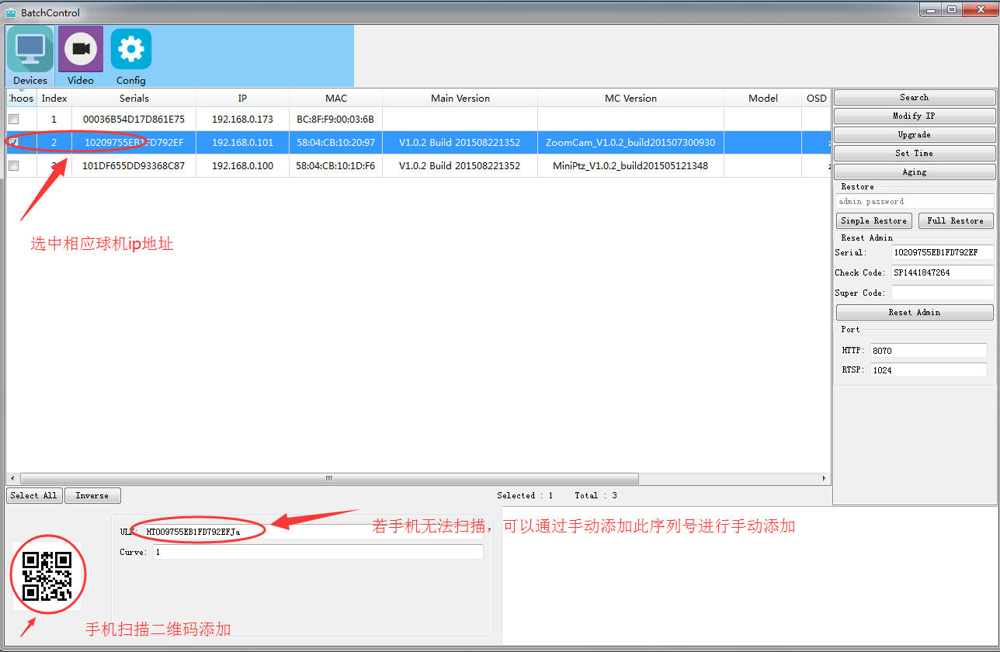 BatchControl
Devices Video Config
hoos Index Serials IP MAC Main Version MC Version Model OSD
1 00036B54D17D861E75 192.168.0.173 BC:8F:F9:00:03:6B
2 10209755EB1FD792EF 192.168.0.101 58:04:CB:10:20:97 V1.0.2 Build 201508221352 ZoomCam_V1.0.2_build201507300930
3 101DF655DD93368C87 192.168.0.100 58:04:CB:10:1D:F6 V1.0.2 Build 201508221352 MiniPtz_V1.0.2_build201505121348
选中相应球机ip地址
Search
Modify IP
Upgrade
Set Time
Aging
Restore
admin password
Simple Restore Full Restore
Reset Admin
Serial: 10209755EB1FD792EF
Check Code: SP1441847264
Super Code:
Reset Admin
Port
HTTP: 8070
RTSP: 1024
Select All Inverse Selected : 1 Total : 3
HT009755EB1FD792EFJa
若手机无法扫描，可以通过手动添加此序列号进行手动添加
Curve: 1
手机扫描二维码添加